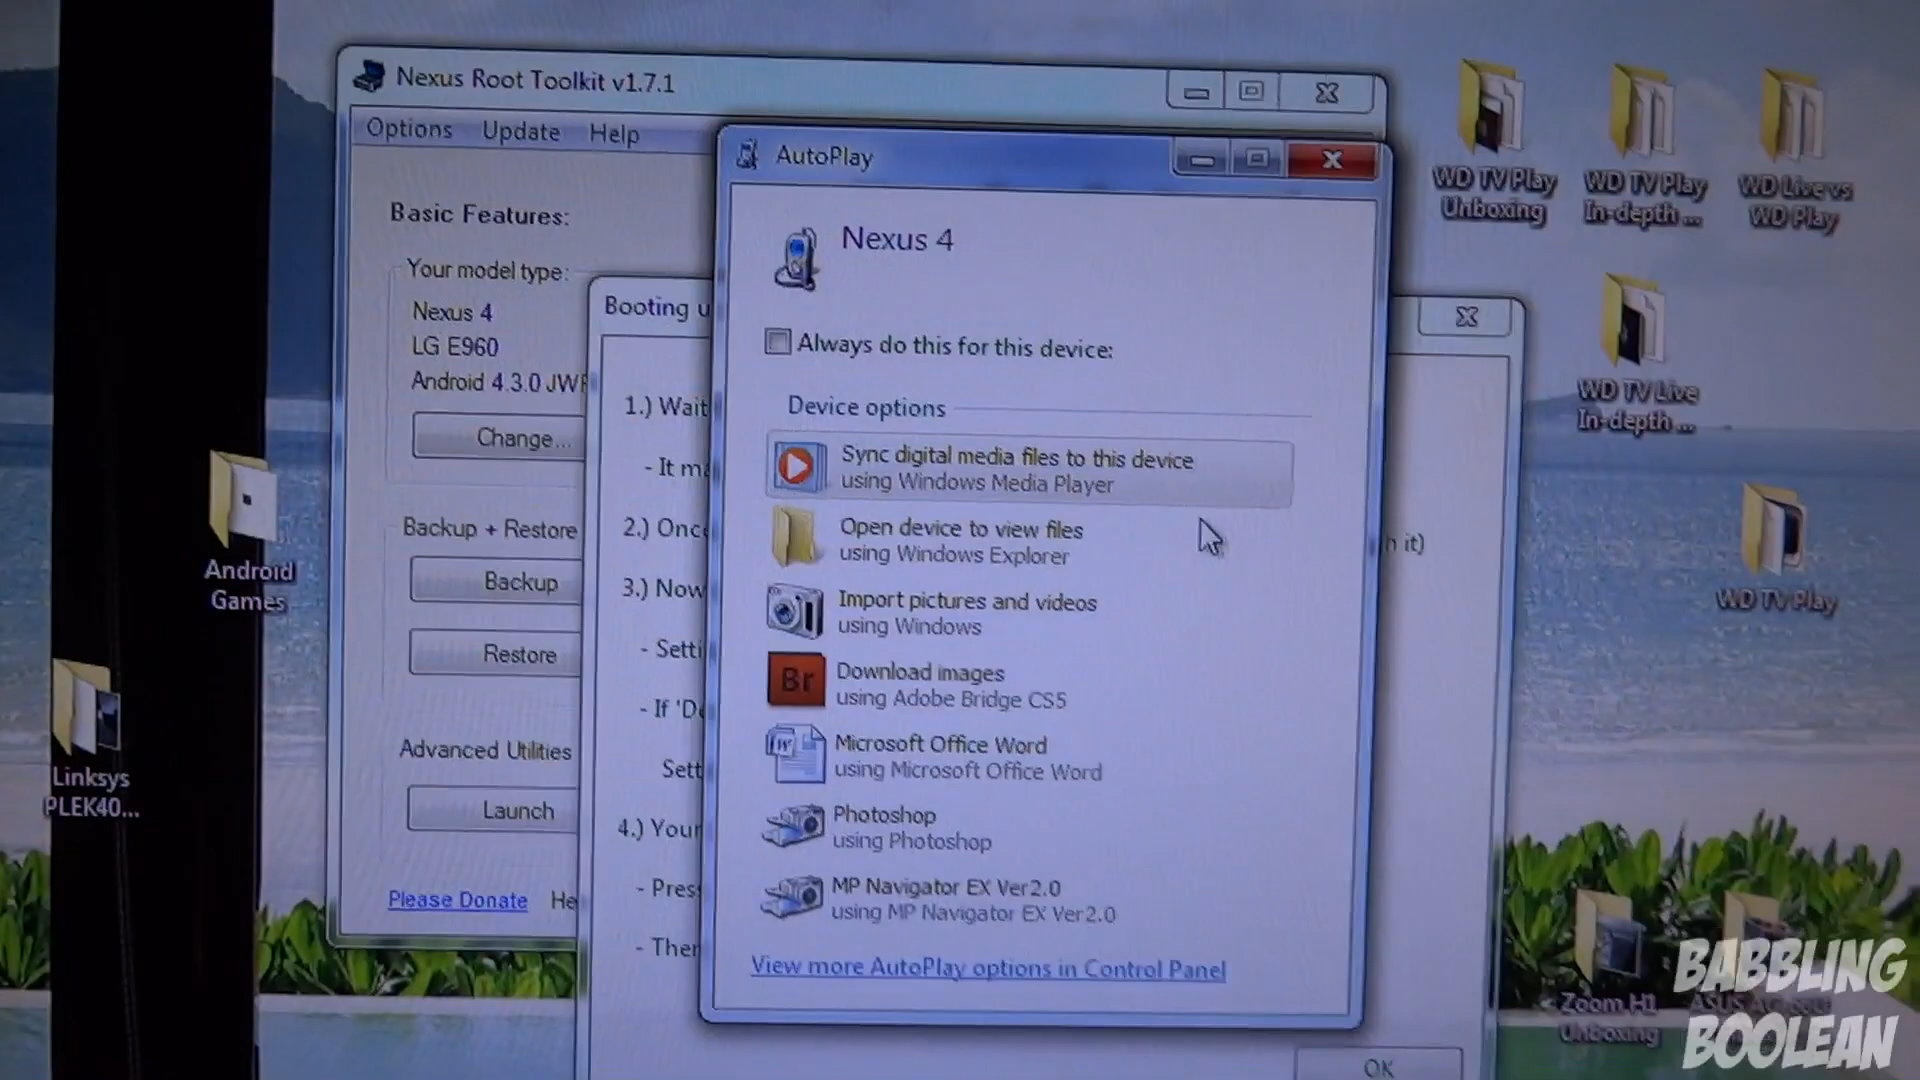 Nexus Root Toolkit v1.7.1
Options Update Help
Basic Features:
Your model type:
Nexus 4
LG E960
Android 4.3.0
Change...
Backup + Restore
Backup
Restore
Advanced Utilities
Launch
Please Donate
Booting
1.) Wait
2.) Once
3.) Now
- Setti
- If 'D
Sett
4.) Your
- Press
- Then
n it)
OK
AutoPlay
Nexus 4
Always do this for this device:
Device options
Sync digital media files to this device
using Windows Media Player
Open device to view files
using Windows Explorer
Import pictures and videos
using Windows
Br
Download images
using Adobe Bridge CS5
Microsoft Office Word
using Microsoft Office Word
Photoshop
using Photoshop
MP Navigator EX Ver2.0
using MP Navigator EX Ver2.0
View more AutoPlay options in Control Panel
Android
Games
Linksys
PLEK40...
WD TV Play
Unboxing
WD TV Play
In-depth ...
WD Live vs
WD Play
WD TV Live
In-depth ...
WD TV Play
Zoom H1
Unboxing
BABBLING
BOOLEAN